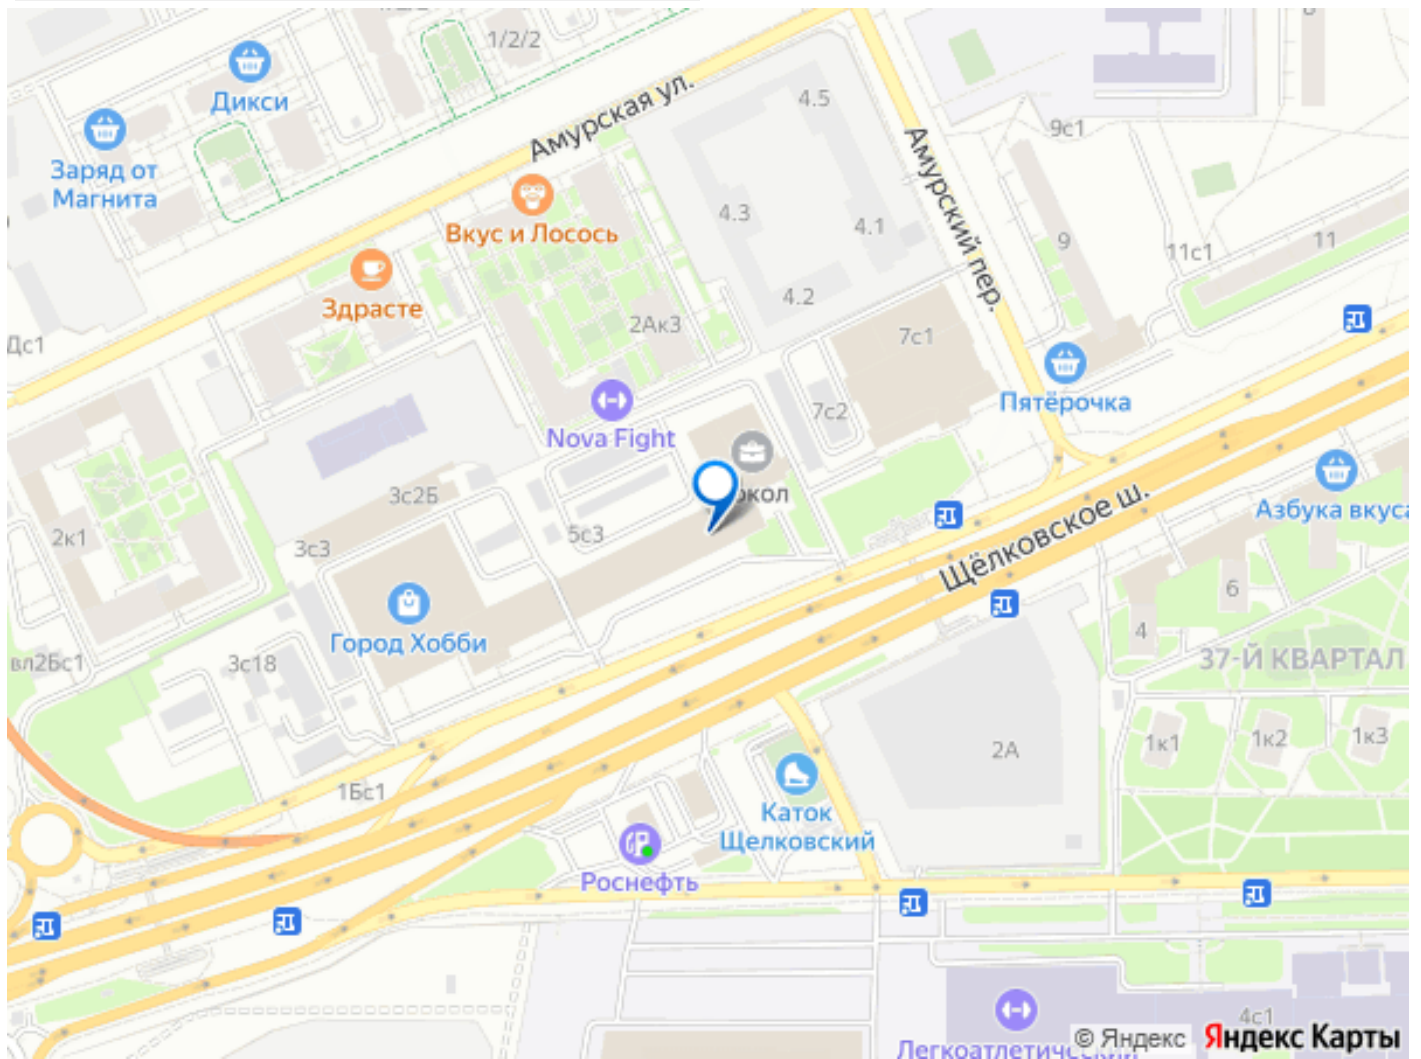 1/2/2
Дикси
4.5
Амурская ул.
Заряд от
Магнита
9с1
Амурский пер.
Вкус и Лосось
4.3
4.1
9
11с1
11
Здрасте
4.2
2Ак3
7с1
Дс1
Пятёрочка
7с2
Nova Fight
3с2Б
окол
Азбука вкуса
2к1
3с3
5с3
Щёлковское ш.
6
4
Город Хобби
вл2Бс1
3с18
37-Й КВАРТАЛ
1к1
1к2
1к3
2А
1Бс1
Каток
Щелковский
Роснефть
4с1
Легкоатлетический
© Яндекс Яндекс Карты